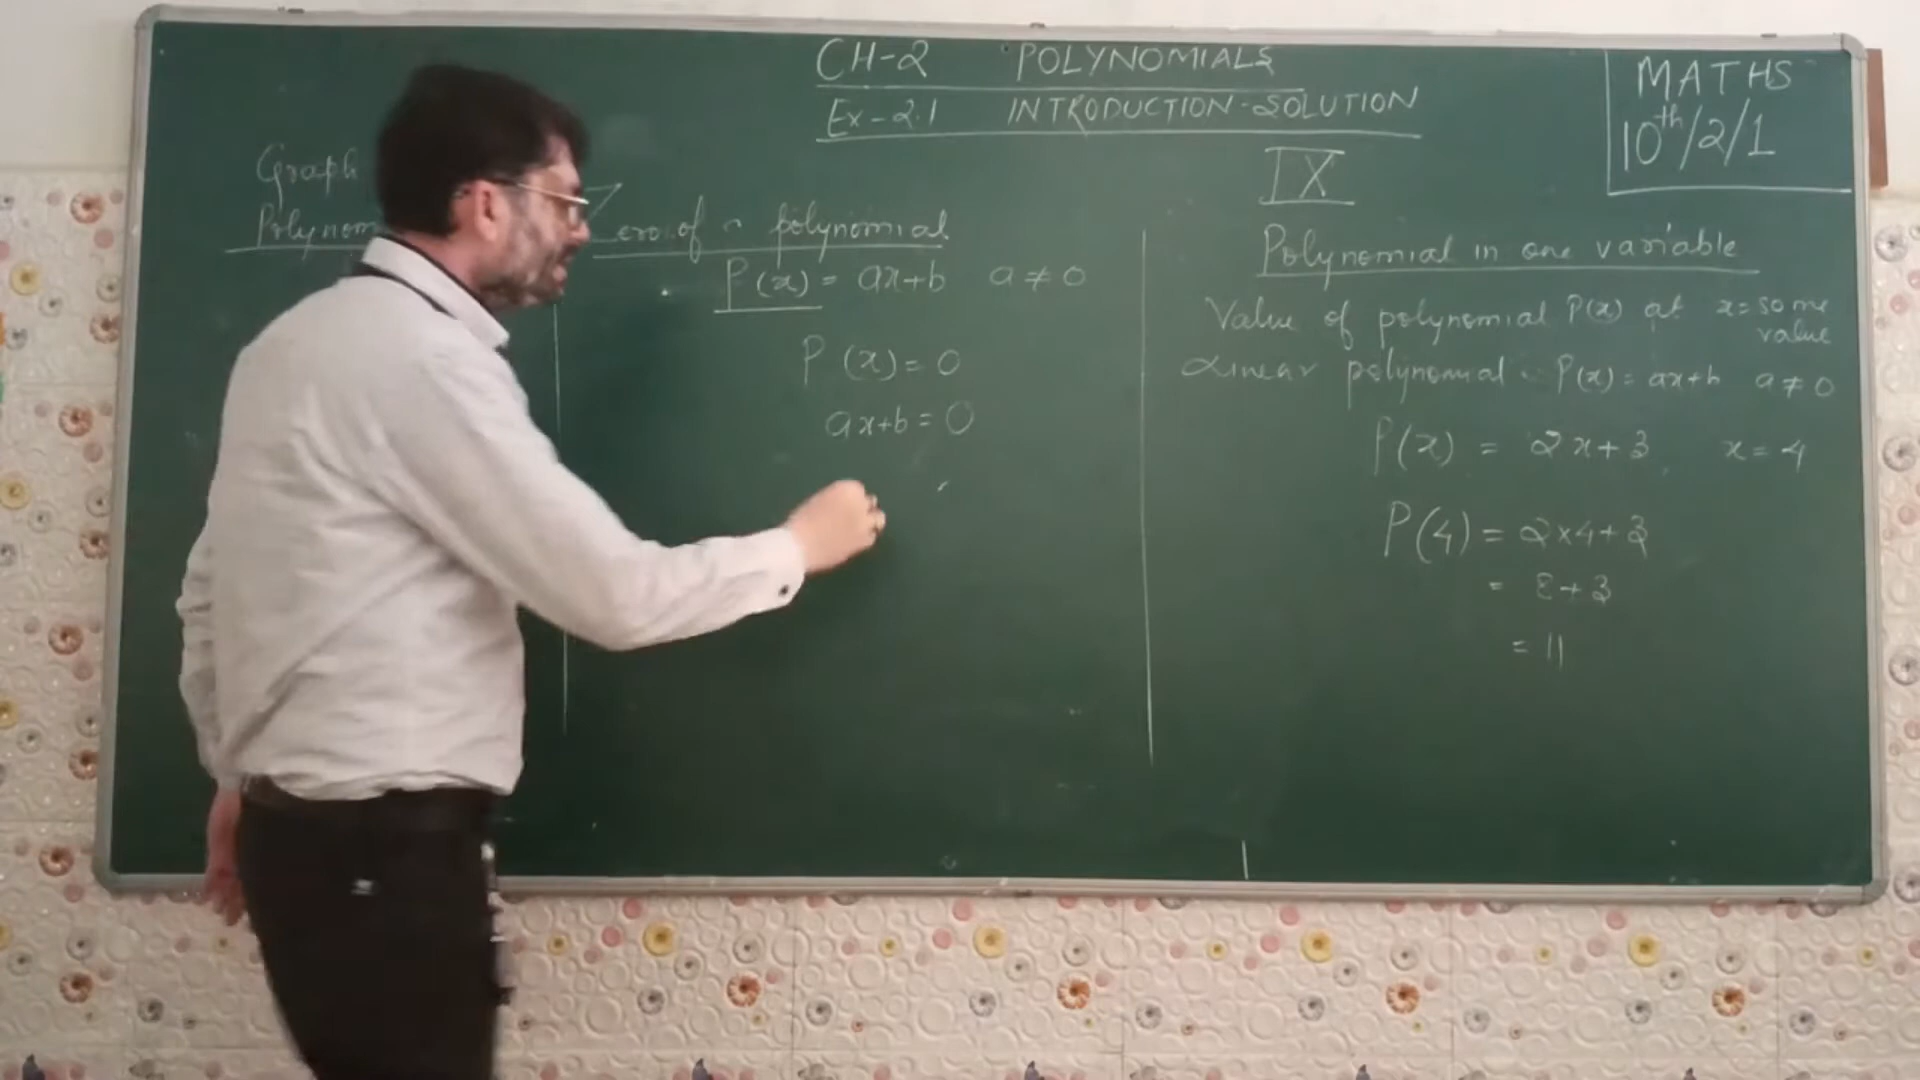 CH-2 POLYNOMIALS
Ex-2.1 INTRODUCTION-SOLUTION
MATHS
10th/2/1
IX
Graph
Zero of a polynomial
P(x) = ax+b a ≠ 0
P(x) = 0
ax+b = 0
Polynomial in one variable
Value of polynomial P(x) at x = some value
Linear polynomial P(x) = ax+b a ≠ 0
P(x) = 2x+3, x = 4
P(4) = 2×4+3
= 8+3
= 11